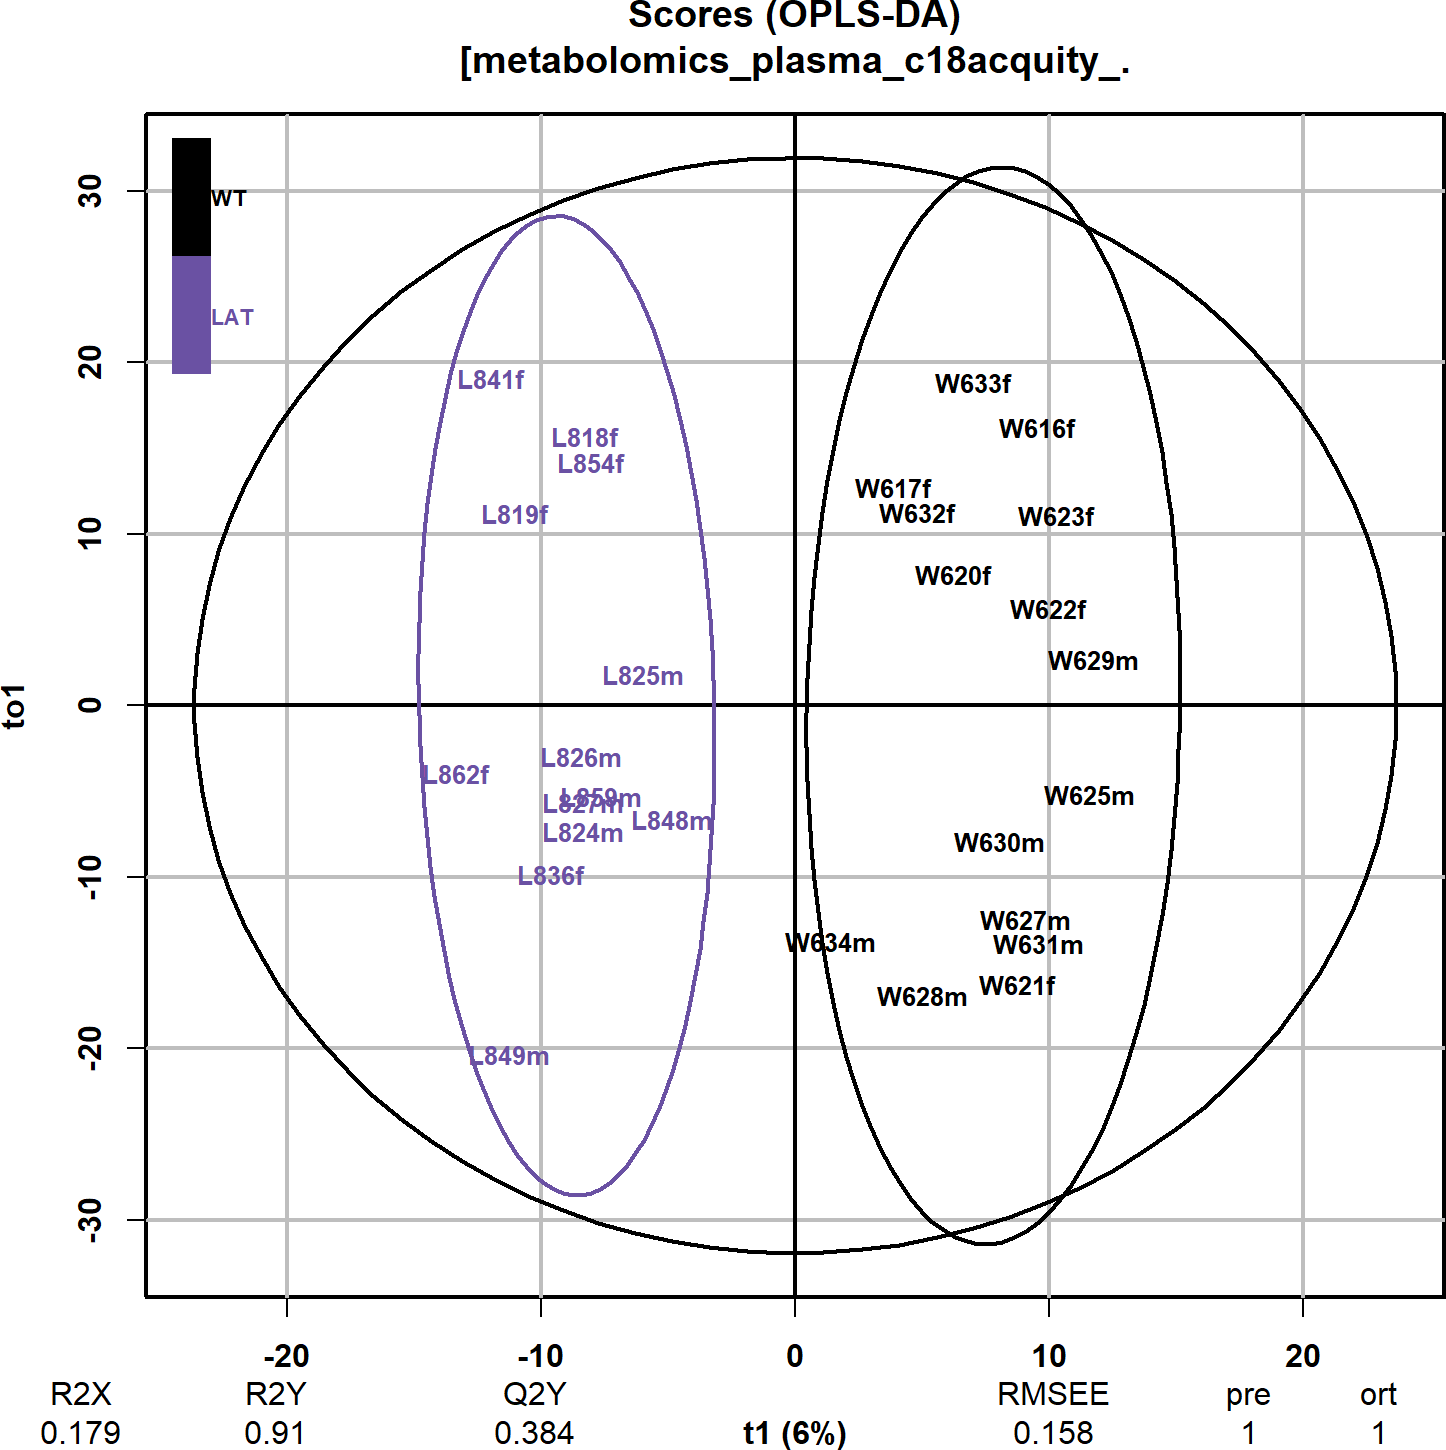 Scores (OPLS-DA)
[metabolomics_plasma_c18acquity_.
WT
LAT
30
20
10
0
-10
-20
-30
to1
L841f
W633f
L818f
W616f
L854f
W617f
L819f
W632f
W623f
W620f
W622f
W629m
L825m
L826m
L862f
L859m
L827m
W625m
L848m
L824m
W630m
L836f
W627m
W634m
W631m
W621f
W628m
L849m
-20 -10 0 10 20
R2X R2Y Q2Y RMSEE pre ort
0.179 0.91 0.384 t1 (6%) 0.158 1 1